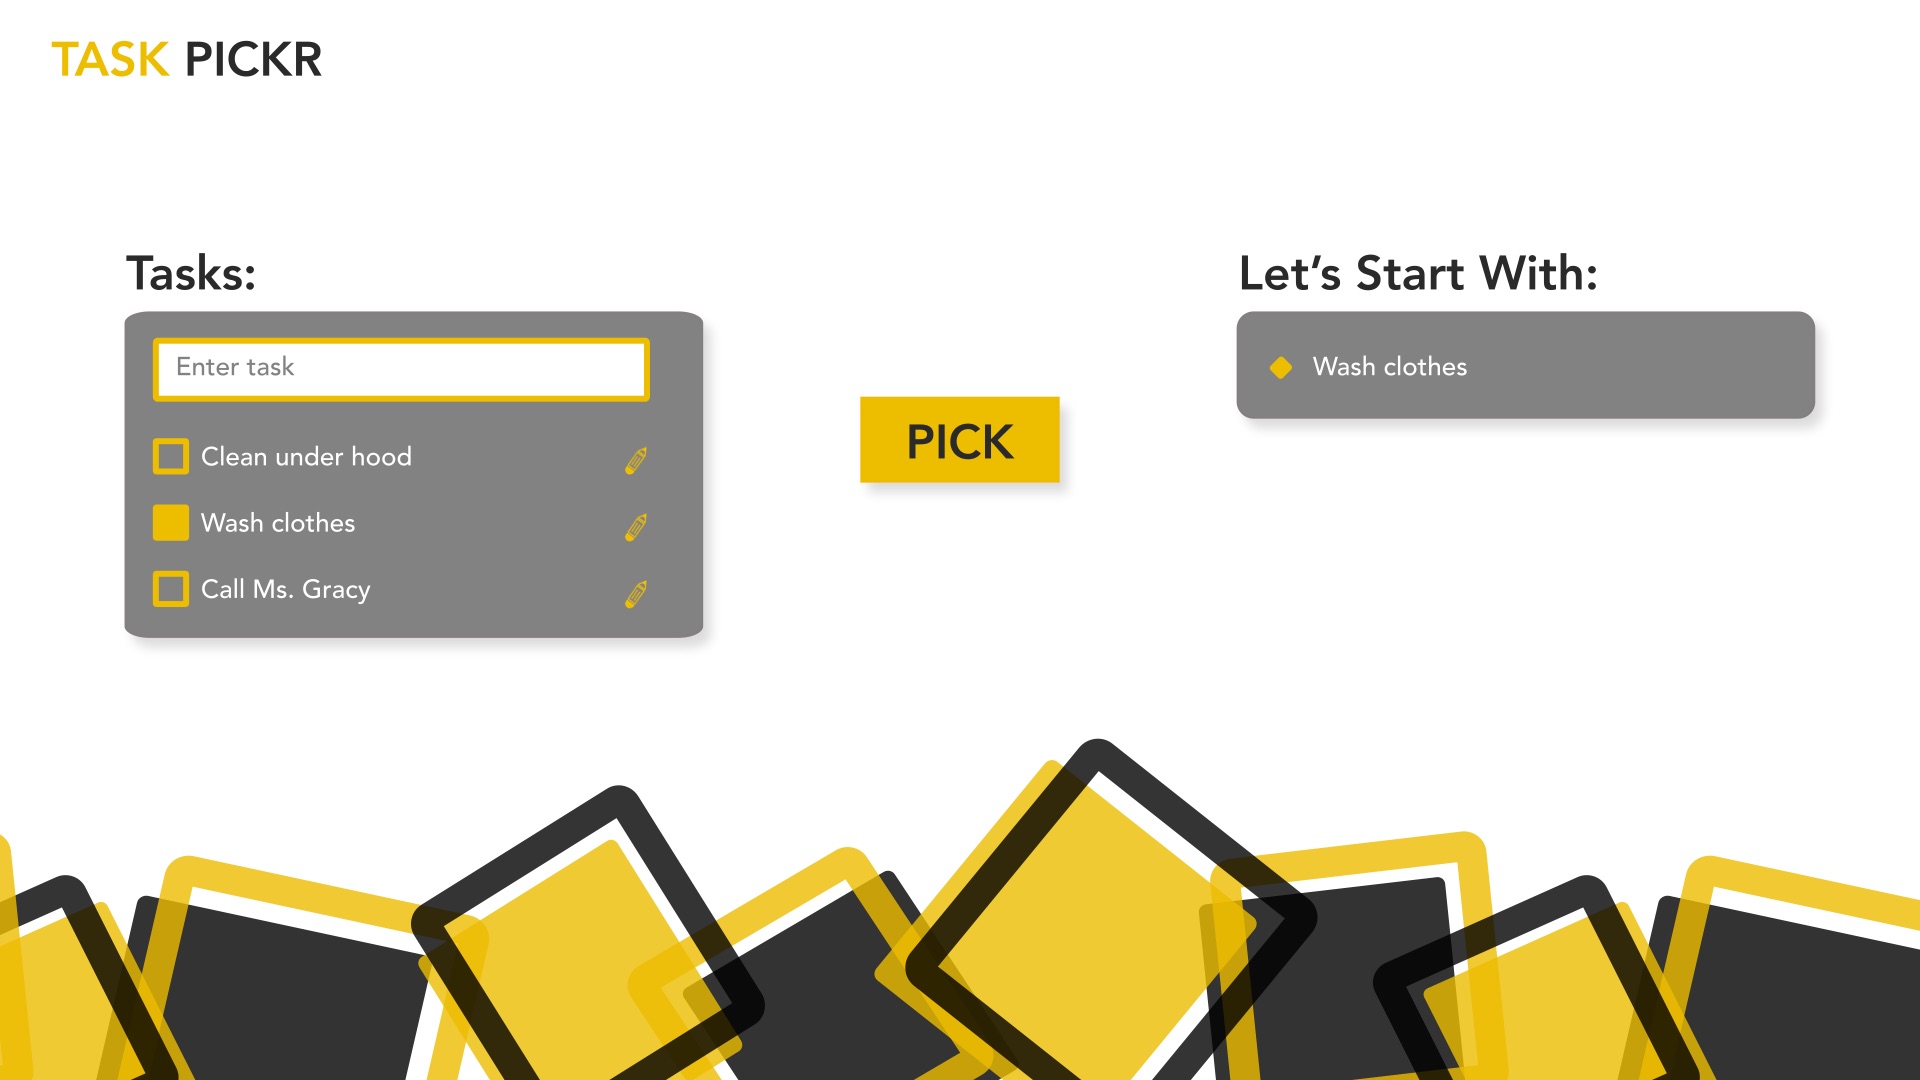 TASK PICKR
Tasks:
Enter task
Clean under hood
Wash clothes
Call Ms. Gracy
PICK
Let’s Start With:
Wash clothes